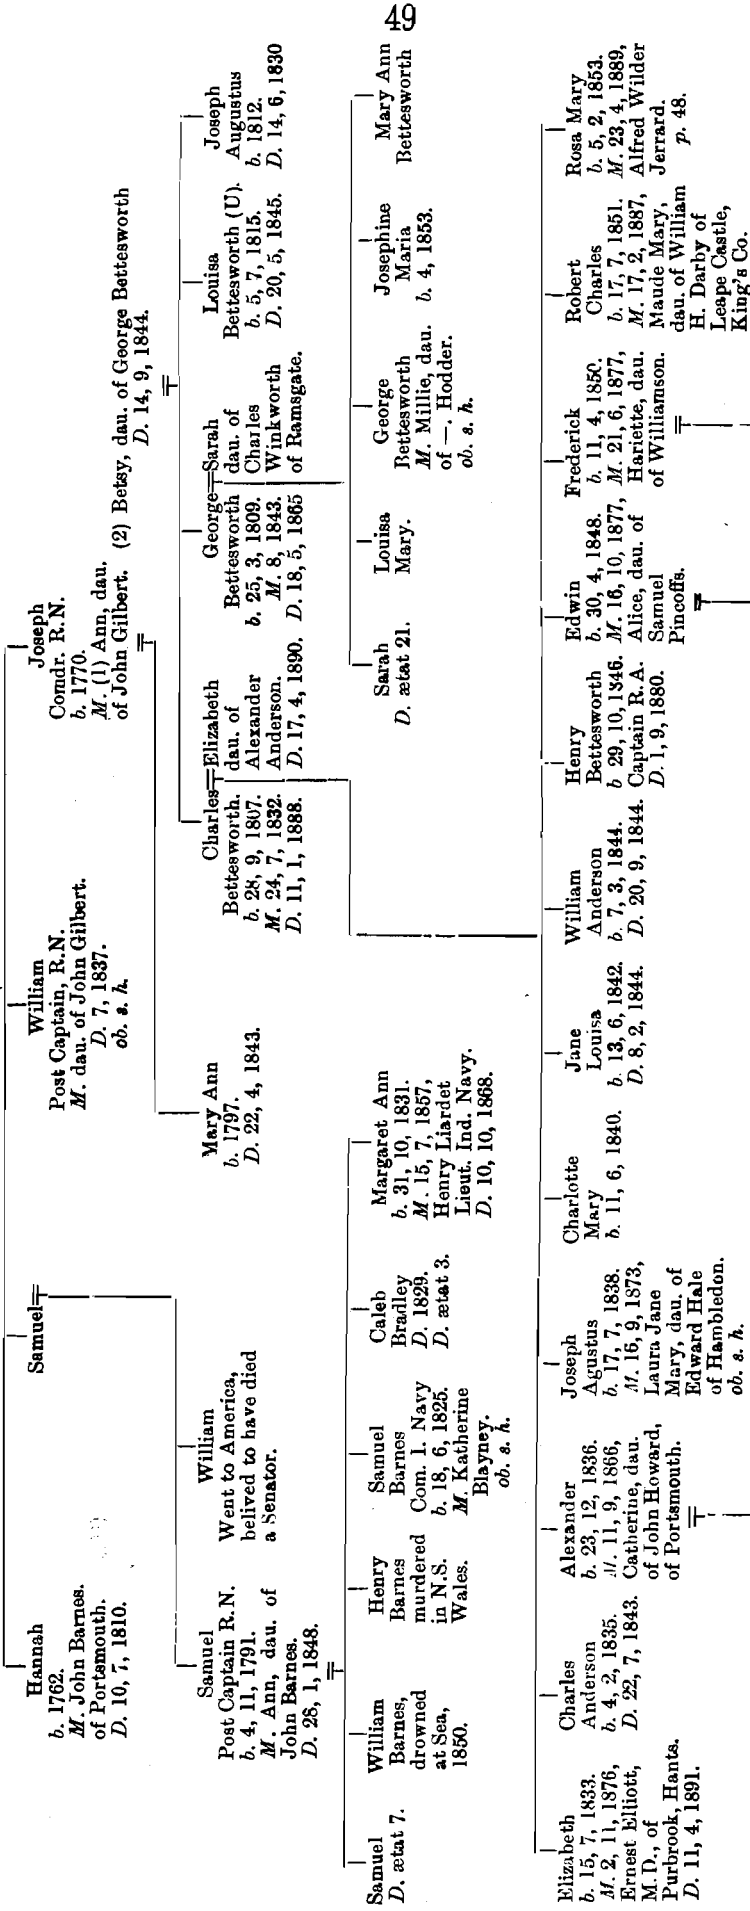 49
Hannah
b. 1762.
M. John Barnes.
of Portsmouth.
D. 10, 7, 1810.
Samuel
William
Post Captain, R.N.
M. dau. of John Gilbert.
D. 7, 1837.
ob. s. h.
Joseph
Comdr. R.N.
b. 1770.
M. (1) Ann, dau.
of John Gilbert.
(2) Betsy, dau. of George Bettesworth
D. 14, 9, 1844.
Samuel
Post Captain R.N.
b. 4, 11, 1791.
M. Ann, dau. of
John Barnes.
D. 28, 1, 1848.
William
Went to America,
belived to have died
a Senator.
Mary Ann
b. 1797.
D. 22, 4, 1843.
Charles
Bettesworth.
b. 28, 9, 1807.
M. 24, 7, 1832.
D. 11, 1, 1888.
Elizabeth
dau. of
Alexander
Anderson.
D. 17, 4, 1890.
George
Bettesworth
b. 25, 3, 1809.
M. 8, 1843.
D. 18, 5, 1865
Sarah
dau. of
Charles
Winkworth
of Ramsgate.
Louisa
Bettesworth (U).
b. 5, 7, 1815.
D. 20, 5, 1845.
Joseph
Augustus
b. 1812.
D. 14, 6, 1830
Samuel
D. ætat 7.
William
Barnes,
drowned
at Sea,
1850.
Henry
Barnes
murdered
in N.S.
Wales.
Samuel
Barnes
Com. I. Navy
b. 18, 6, 1825.
M. Katherine
Blayney.
ob. s. h.
Caleb
Bradley
D. 1829.
D. ætat 3.
Margaret Ann
b. 31, 10, 1831.
M. 15, 7, 1857,
Henry Liardet
Lieut. Ind. Navy.
D. 10, 10, 1868.
Sarah
D. ætat 21.
Louisa
Mary.
George
Bettesworth
M. Millie, dau.
of —. Hodder.
ob. s. h.
Josephine
Maria
b. 4, 1853.
Mary Ann
Bettesworth
Elizabeth
b. 15, 7, 1833.
M. 2, 11, 1876,
Ernest Elliott,
M.D., of
Purbrook, Hants.
D. 11, 4, 1891.
Charles
Anderson
b. 4, 2, 1835.
D. 22, 7, 1843.
Alexander
b. 23, 12, 1836.
M. 11, 9, 1866,
Catherine, dau.
of John Howard,
of Portsmouth.
Joseph
Agustus
b. 17, 7, 1838.
M. 16, 9, 1873,
Laura Jane
Mary, dau. of
Edward Hale
of Hambledon.
ob. s. h.
Charlotte
Mary
b. 11, 6, 1840.
Jane
Louisa
b. 13, 6, 1842.
D. 8, 2, 1844.
William
Anderson
b. 7, 3, 1844.
D. 20, 9, 1844.
Henry
Bettesworth
b 29, 10, 1846.
Captain R.A.
D. 1, 9, 1880.
Edwin
b. 30, 4, 1848.
M. 16, 10, 1877,
Alice, dau. of
Samuel
Pincoffs.
Frederick
b. 11, 4, 1850.
M. 21, 6, 1877,
Hariette, dau.
of Williamson.
Robert
Charles
b. 17, 7, 1851.
M. 17, 2, 1887,
Maude Mary,
dau. of William
H. Darby of
Leape Castle,
King's Co.
Rosa Mary
b. 5, 2, 1853.
M. 23, 4, 1889,
Alfred Wilder
Jerrard.
p. 48.